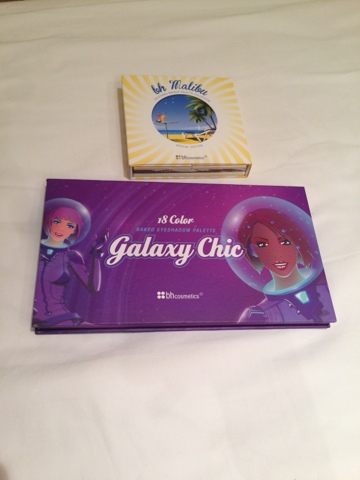 bh Malibu
bhcosmetics
18 Color
BAKED EYESHADOW PALETTE
Galaxy Chic
bhcosmetics